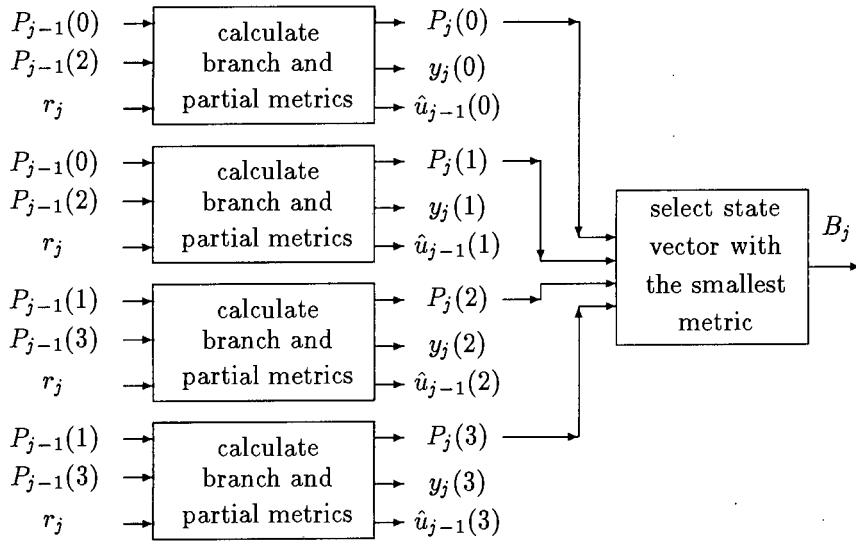 P_{j−1}(0)
P_{j−1}(2)
r_j
calculate
branch and
partial metrics
P_j(0)
y_j(0)
û_{j−1}(0)
P_{j−1}(0)
P_{j−1}(2)
r_j
calculate
branch and
partial metrics
P_j(1)
y_j(1)
û_{j−1}(1)
P_{j−1}(1)
P_{j−1}(3)
r_j
calculate
branch and
partial metrics
P_j(2)
y_j(2)
û_{j−1}(2)
P_{j−1}(1)
P_{j−1}(3)
r_j
calculate
branch and
partial metrics
P_j(3)
y_j(3)
û_{j−1}(3)
select state
vector with
the smallest
metric
B_j